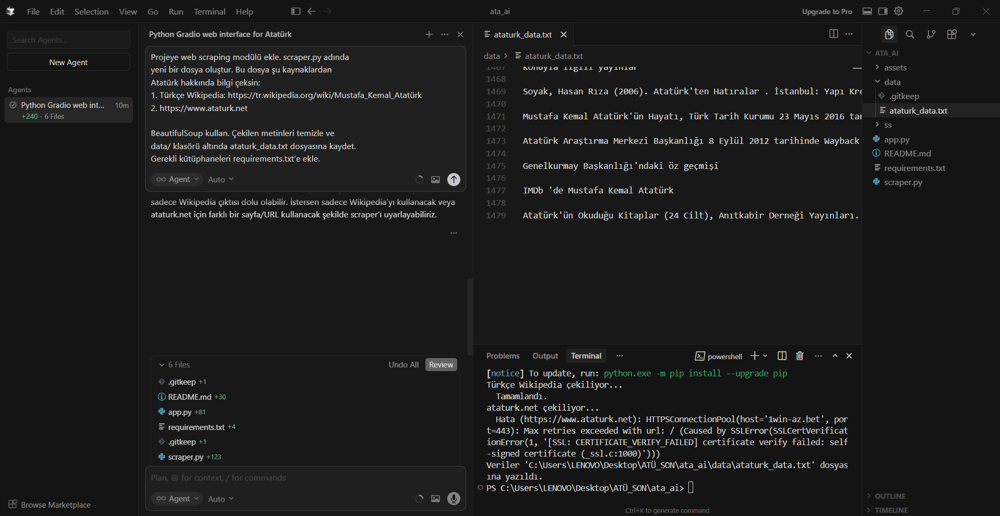 File Edit Selection View Go Run Terminal Help
ata_ai
Upgrade to Pro
Search Agents...
New Agent
Agents
Python Gradio web int... 10m
+240 · 6 Files
Browse Marketplace
Python Gradio web interface for Atatürk
Projeye web scraping modülü ekle. scraper.py adında
yeni bir dosya oluştur. Bu dosya şu kaynaklardan
Atatürk hakkında bilgi çeksin:
1. Türkçe Wikipedia: https://tr.wikipedia.org/wiki/Mustafa_Kemal_Atatürk
2. https://www.ataturk.net
BeautifulSoup kullan. Çekilen metinleri temizle ve
data/ klasörü altında ataturk_data.txt dosyasına kaydet.
Gerekli kütüphaneleri requirements.txt'e ekle.
Agent Auto
sadece Wikipedia çıktısı dolu olabilir. İstersen sadece Wikipedia'yı kullanacak veya
ataturk.net için farklı bir sayfa/URL kullanacak şekilde scraper'ı uyarlayabiliriz.
6 Files Undo All Review
.gitkeep +1
README.md +30
app.py +81
requirements.txt +4
.gitkeep +1
scraper.py +123
Plan, @ for context, / for commands
Agent Auto
ataturk_data.txt
data > ataturk_data.txt
1467 Konuyla ilgili yayınlar
1468
1469 Soyak, Hasan Rıza (2006). Atatürk'ten Hatıralar . İstanbul: Yapı Kre
1470
1471 Mustafa Kemal Atatürk'ün Hayatı, Türk Tarih Kurumu 23 Mayıs 2016 tar
1472
1473 Atatürk Araştırma Merkezi Başkanlığı 8 Eylül 2012 tarihinde Wayback
1474
1475 Genelkurmay Başkanlığı'ndaki öz geçmişi
1476
1477 IMDb 'de Mustafa Kemal Atatürk
1478
1479 Atatürk'ün Okuduğu Kitaplar (24 Cilt), Anıtkabir Derneği Yayınları.
Problems Output Terminal
powershell
[notice] To update, run: python.exe -m pip install --upgrade pip
Türkçe Wikipedia çekiliyor...
Tamamlandı.
ataturk.net çekiliyor...
Hata (https://www.ataturk.net): HTTPSConnectionPool(host='1win-az.bet', por
t=443): Max retries exceeded with url: / (Caused by SSLError(SSLCertVerificat
ionError(1, '[SSL: CERTIFICATE_VERIFY_FAILED] certificate verify failed: self
-signed certificate (_ssl.c:1000)')))
Veriler 'C:\Users\LENOVO\Desktop\ATÜ_SON\ata_ai\data\ataturk_data.txt' dosyas
ına yazıldı.
PS C:\Users\LENOVO\Desktop\ATÜ_SON\ata_ai>
Ctrl+K to generate command
ATA_AI
assets
data
.gitkeep
ataturk_data.txt
ss
app.py
README.md
requirements.txt
scraper.py
OUTLINE
TIMELINE